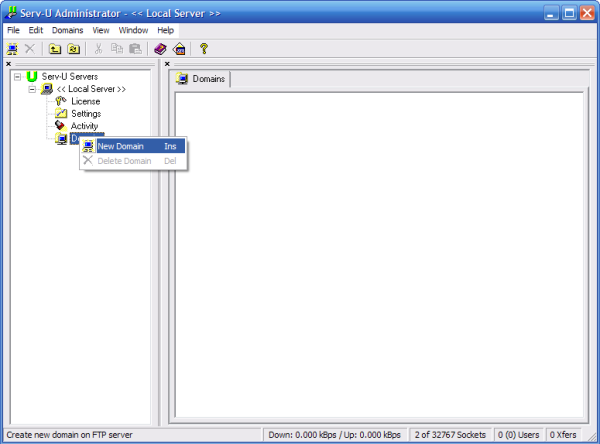 Serv-U Administrator - << Local Server >>
File Edit Domains View Window Help
Serv-U Servers
<< Local Server >>
License
Settings
Activity
New Domain Ins
Delete Domain Del
Domains
Create new domain on FTP server
Down: 0.000 kBps / Up: 0.000 kBps
2 of 32767 Sockets
0 (0) Users
0 Xfers